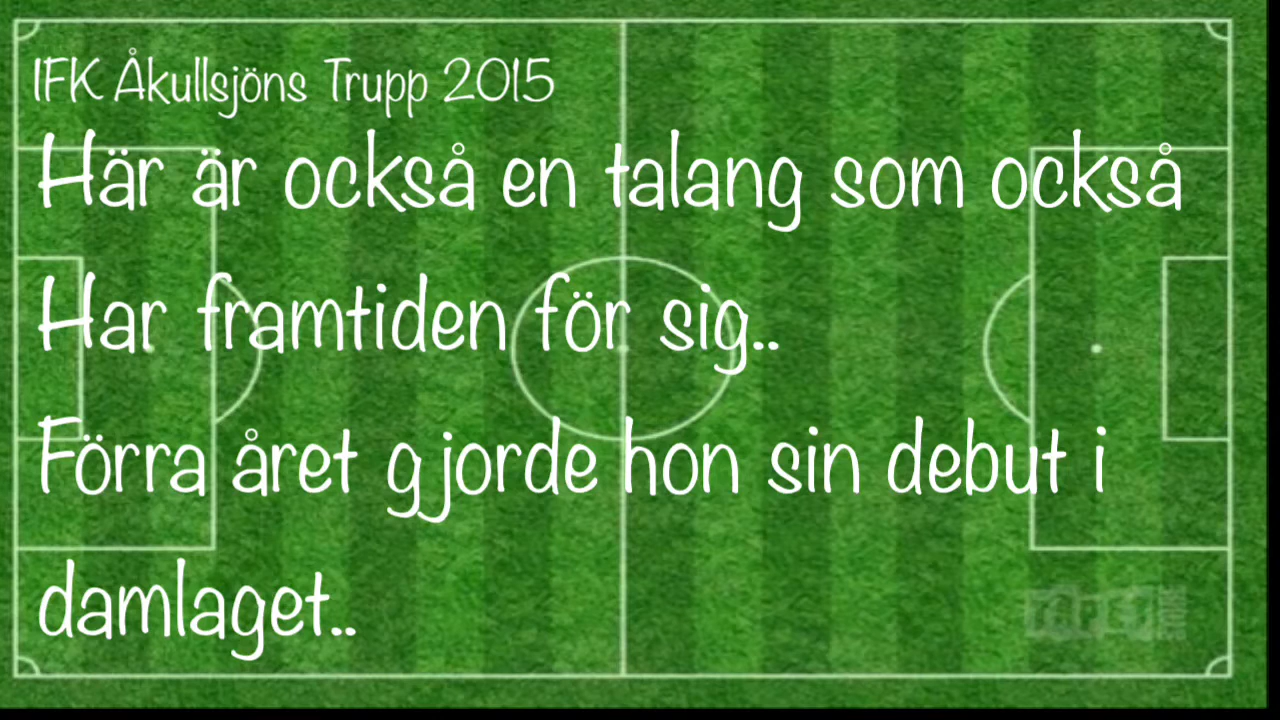 IFK Åkullsjöns Trupp 2015
Här är också en talang som också
Har framtiden för sig..
Förra året gjorde hon sin debut i
damlaget..